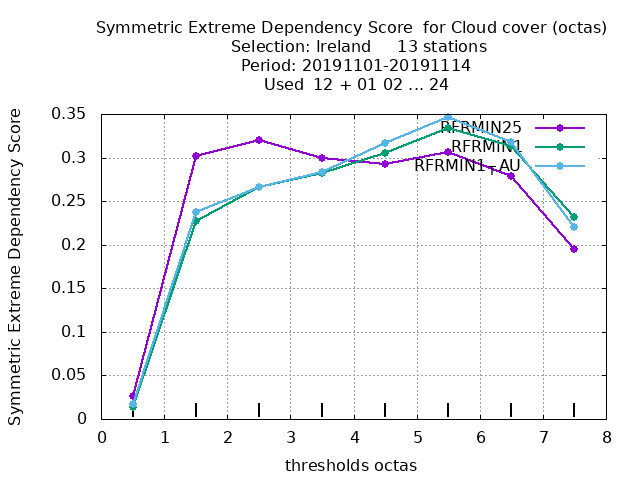 Symmetric Extreme Dependency Score  for Cloud cover (octas)
Selection: Ireland     13 stations
Period: 20191101-20191114
Used  12 + 01 02 ... 24
Symmetric Extreme Dependency Score
0.35
0.3
0.25
0.2
0.15
0.1
0.05
0
RFRMIN25
RFRMIN1
RFRMIN1+AU
0 1 2 3 4 5 6 7 8
thresholds octas